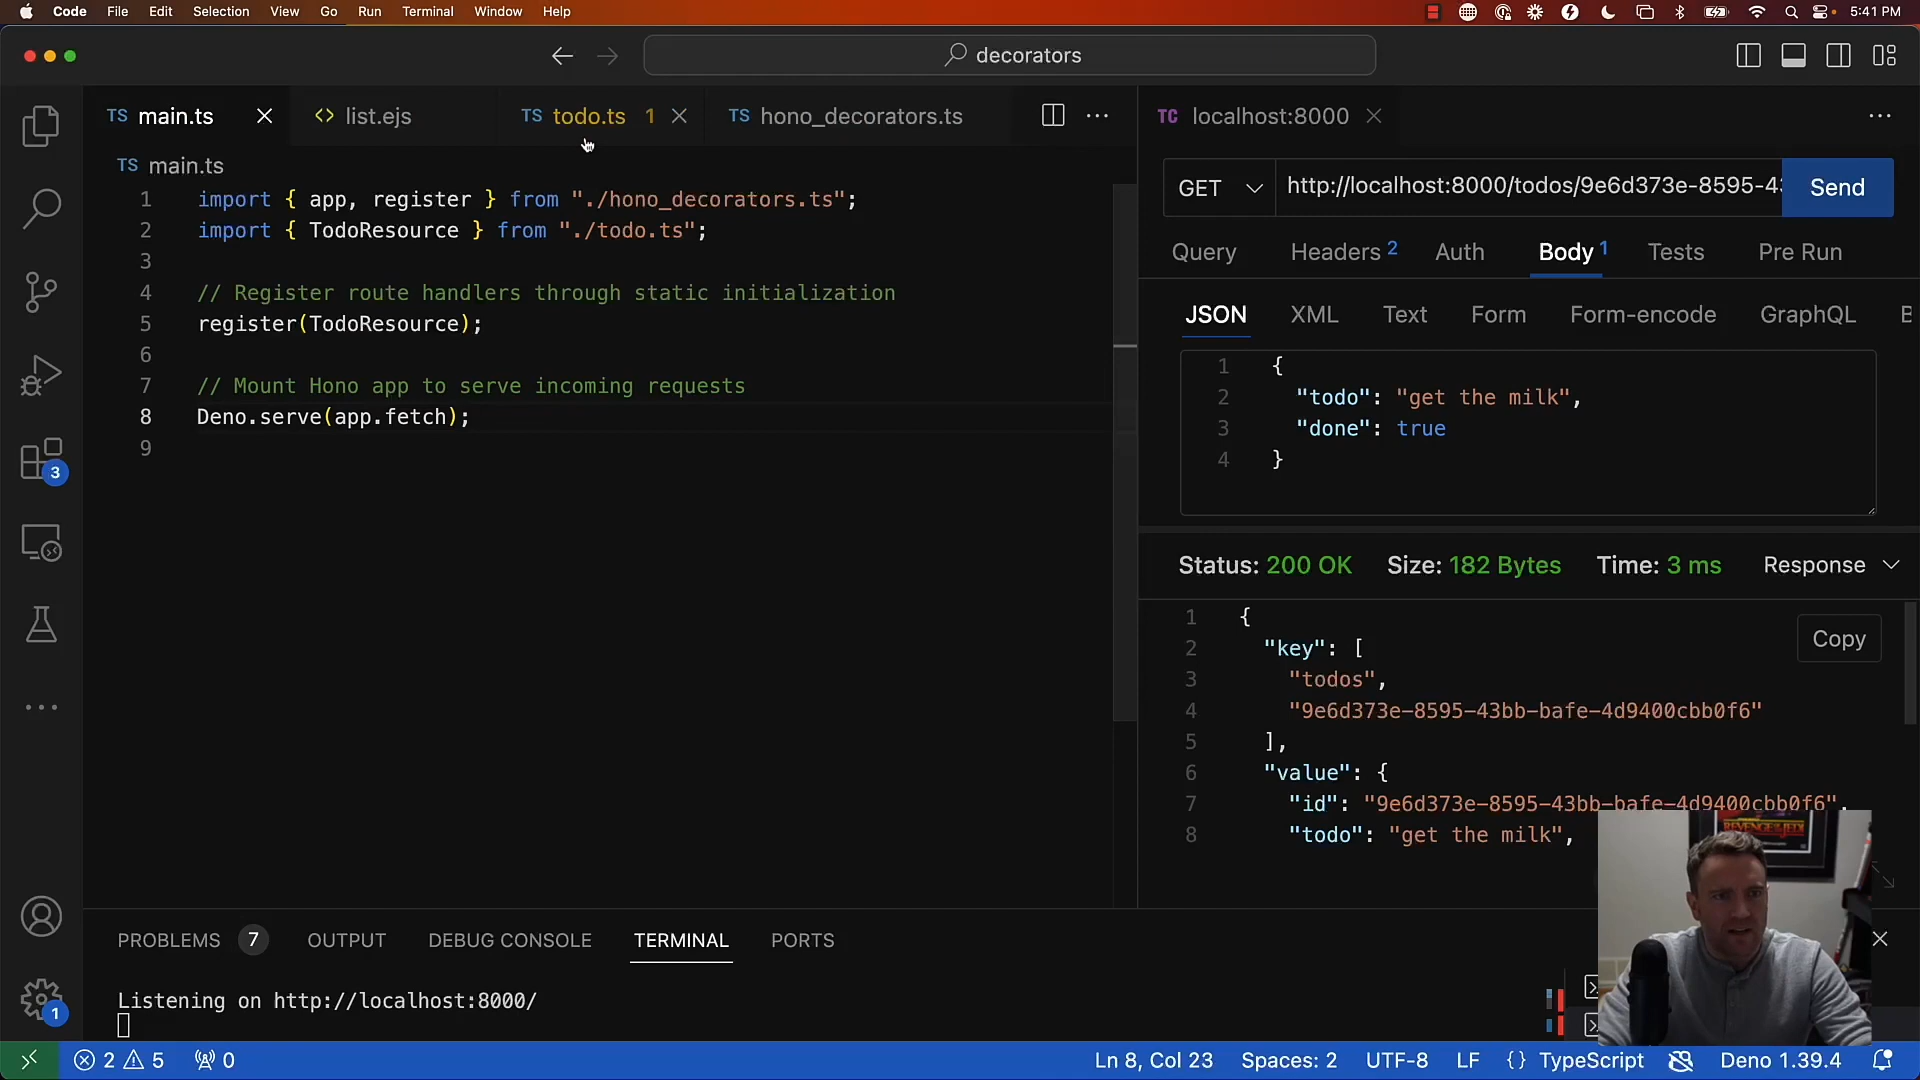 Code File Edit Selection View Go Run Terminal Window Help 5:41 PM
decorators
TS main.ts
list.ejs
TS todo.ts 1
TS hono_decorators.ts
TS main.ts
1 import { app, register } from "./hono_decorators.ts";
2 import { TodoResource } from "./todo.ts";
3
4 // Register route handlers through static initialization
5 register(TodoResource);
6
7 // Mount Hono app to serve incoming requests
8 Deno.serve(app.fetch);
9
TC localhost:8000
GET http://localhost:8000/todos/9e6d373e-8595-43 Send
Query Headers 2 Auth Body 1 Tests Pre Run
JSON XML Text Form Form-encode GraphQL B
1 {
2 "todo": "get the milk",
3 "done": true
4 }
Status: 200 OK Size: 182 Bytes Time: 3 ms Response
1 {
Copy
2 "key": [
3 "todos",
4 "9e6d373e-8595-43bb-bafe-4d9400cbb0f6"
5 ],
6 "value": {
7 "id": "9e6d373e-8595-43bb-bafe-4d9400cbb0f6",
8 "todo": "get the milk",
REVENGE OF THE JEDI
3
PROBLEMS 7 OUTPUT DEBUG CONSOLE TERMINAL PORTS
Listening on http://localhost:8000/
1
2 5 0 Ln 8, Col 23 Spaces: 2 UTF-8 LF {} TypeScript Deno 1.39.4